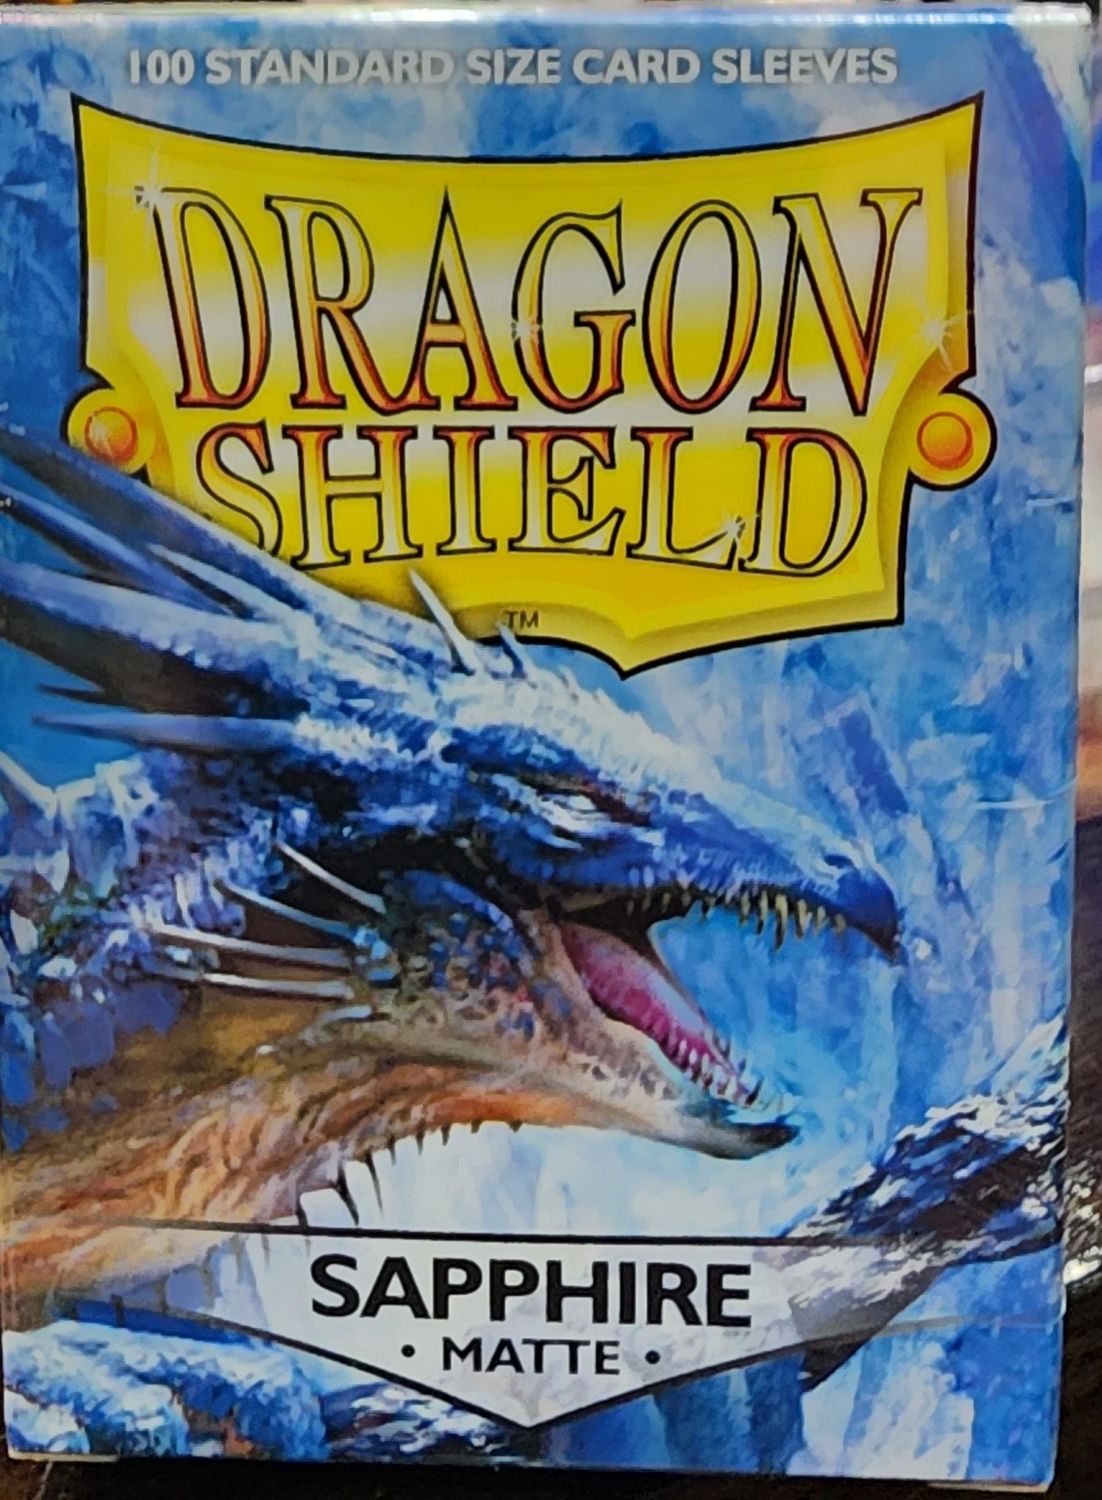 100 STANDARD SIZE CARD SLEEVES
DRAGON
SHIELD
TM
SAPPHIRE
• MATTE •